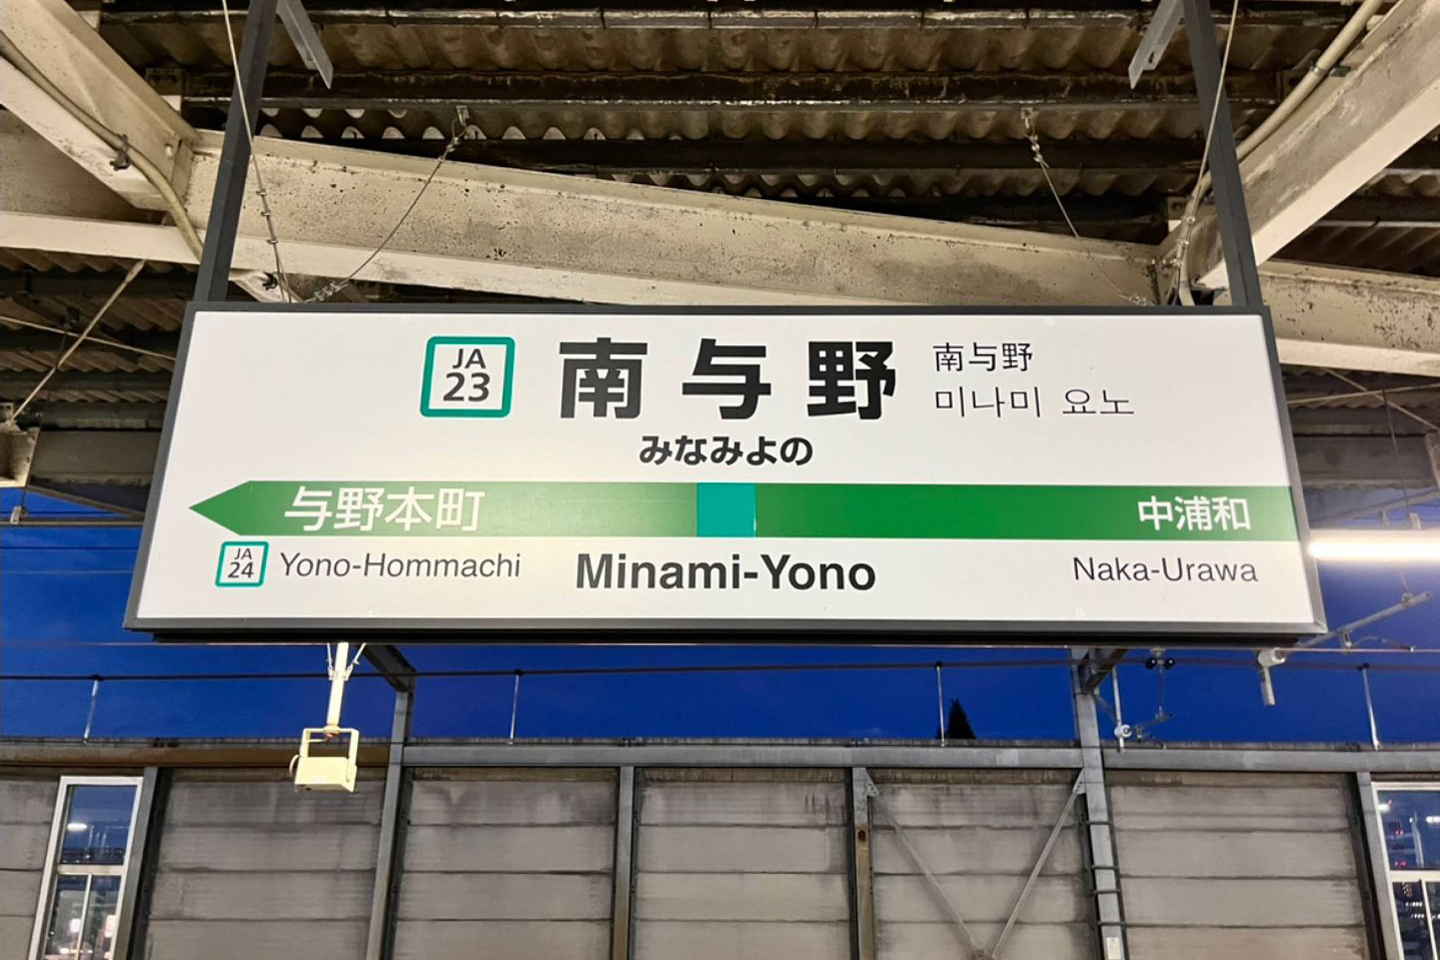 JA
23
南与野
南与野
미나미 요노
みなみよの
与野本町
中浦和
JA
24
Yono-Hommachi
Minami-Yono
Naka-Urawa